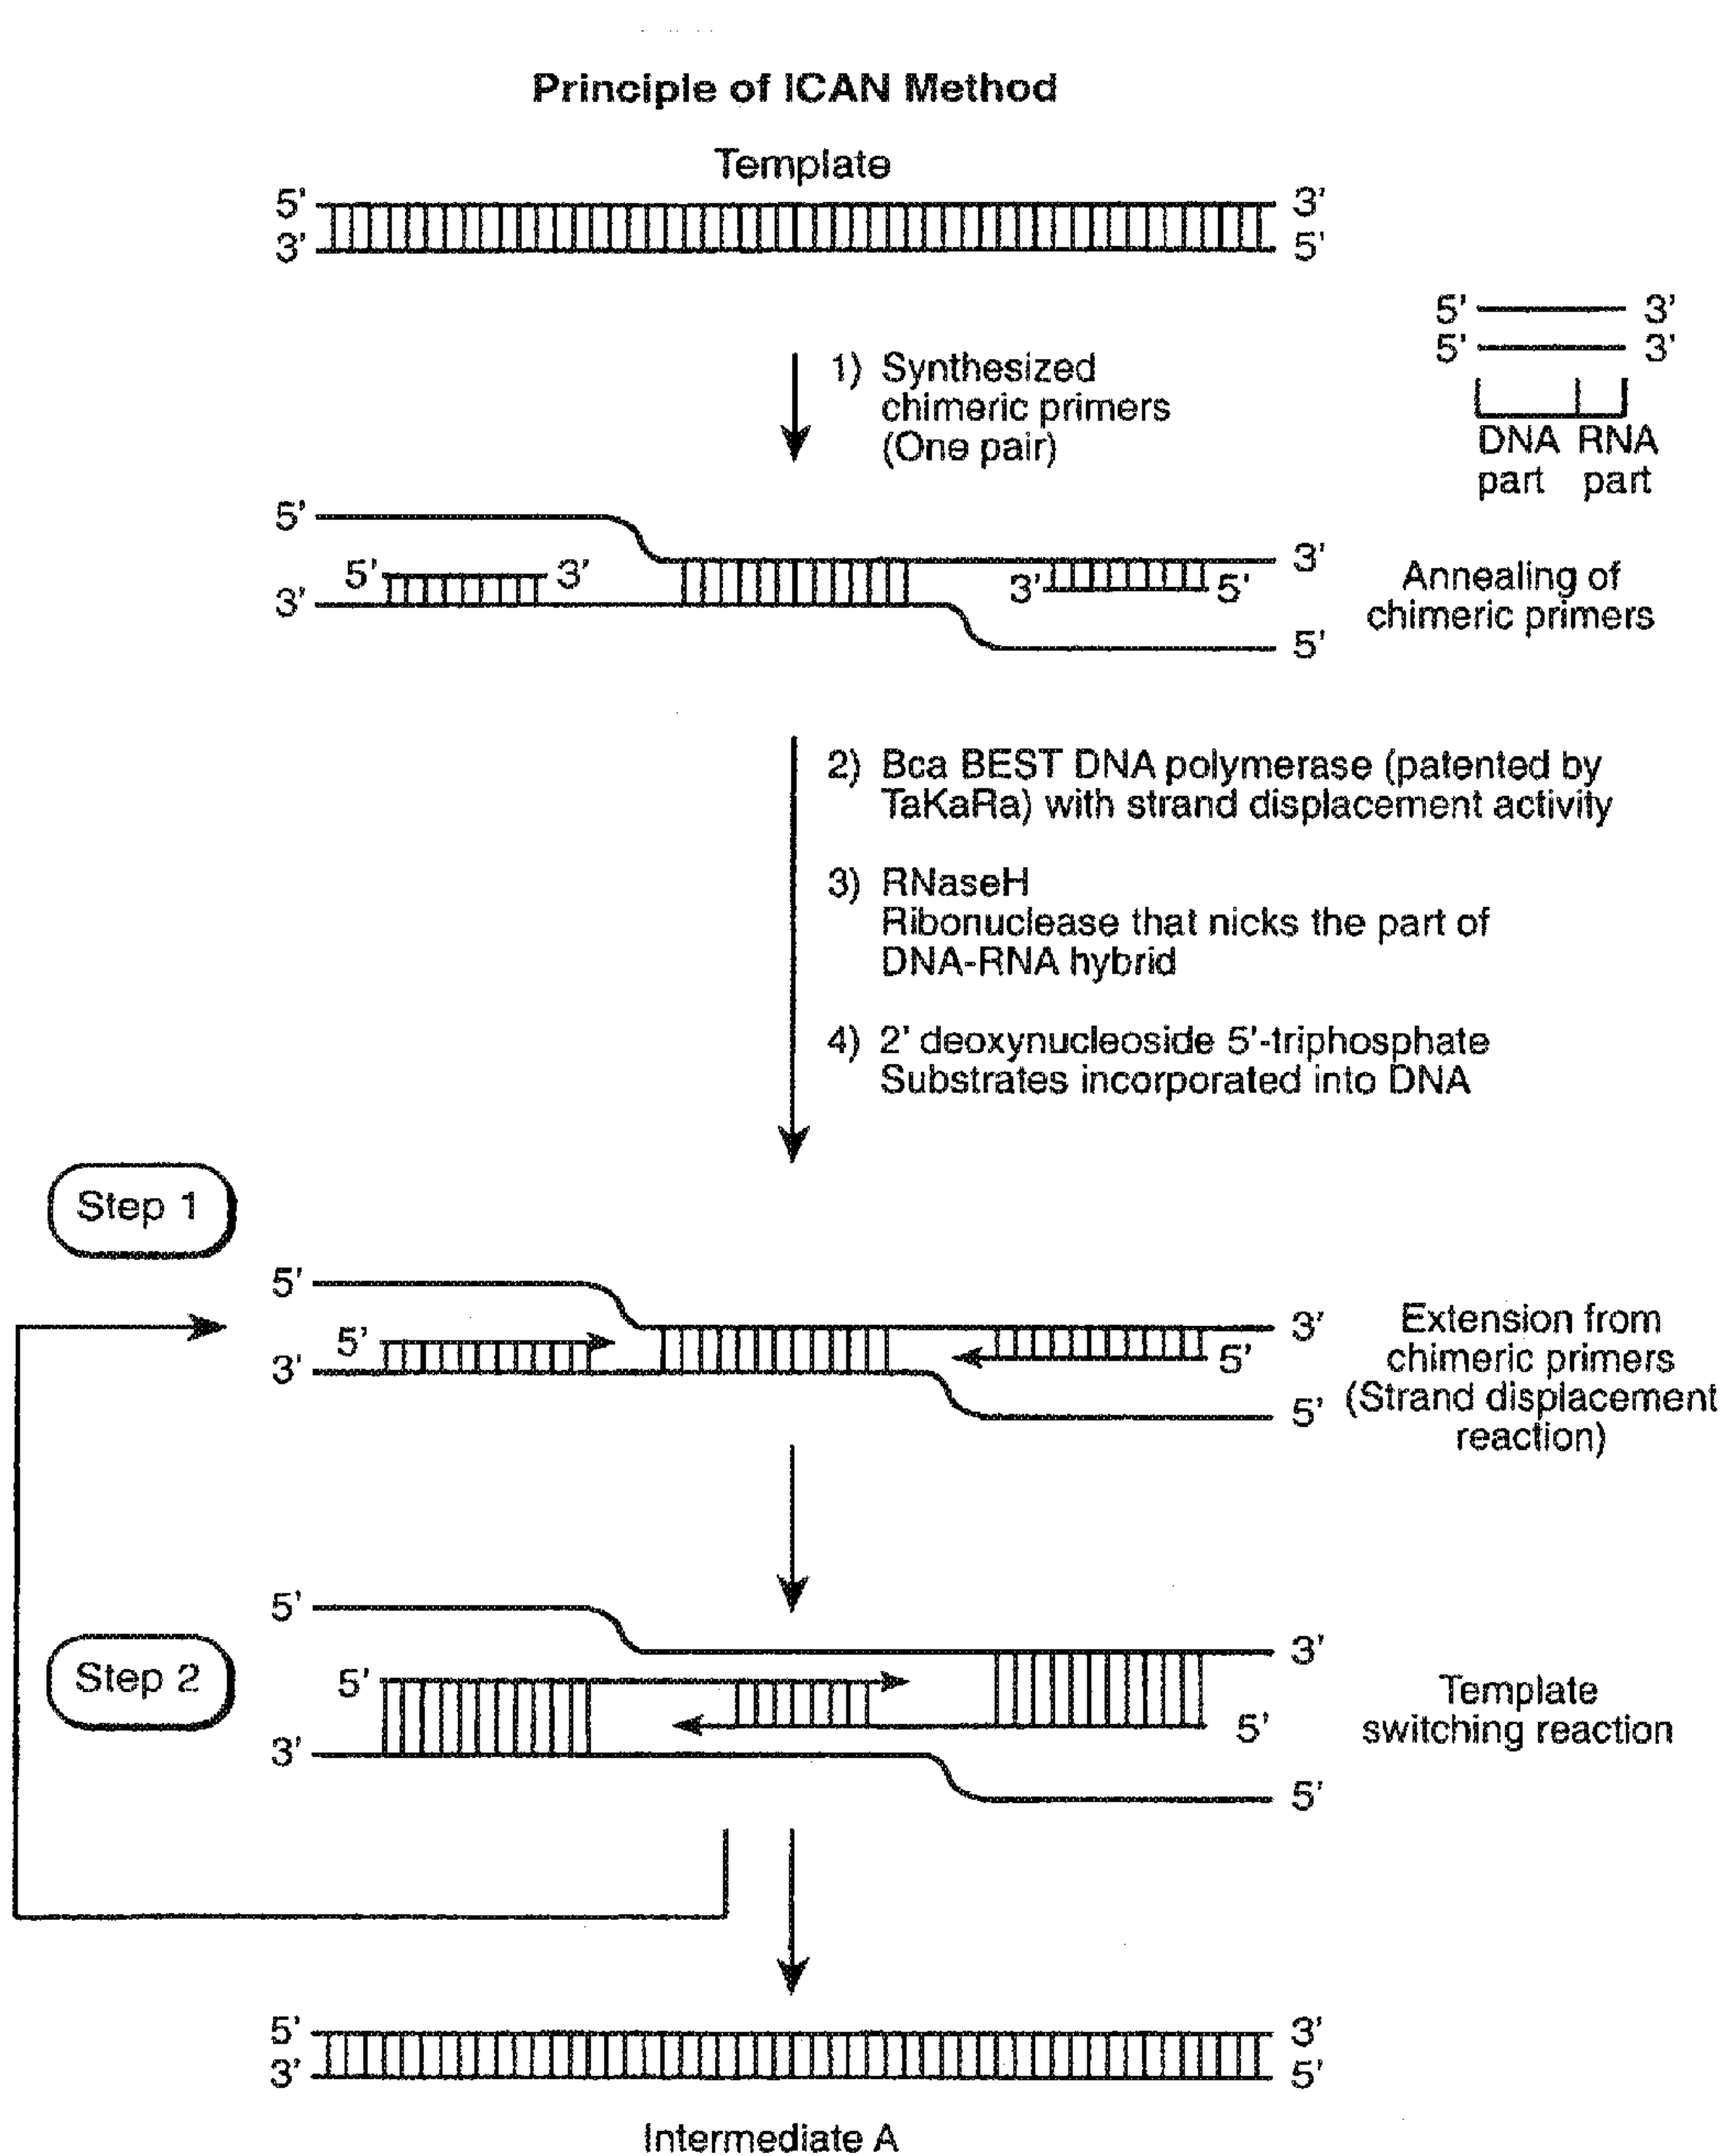 Principle of ICAN Method
Template
5' 3'
3' 5'
5' 3'
5' 3'
DNA RNA
part part
1) Synthesized
chimeric primers
(One pair)
5'
3'
5' 3' 3' 5'
3'
5'
Annealing of
chimeric primers
2) Bca BEST DNA polymerase (patented by
TaKaRa) with strand displacement activity
3) RNaseH
Ribonuclease that nicks the part of
DNA-RNA hybrid
4) 2' deoxynucleoside 5'-triphosphate
Substrates incorporated into DNA
Step 1
5'
3'
5' 5'
3'
5'
Extension from
chimeric primers
(Strand displacement
reaction)
Step 2
5'
3'
5' 5'
3'
5'
Template
switching reaction
5' 3'
3' 5'
Intermediate A